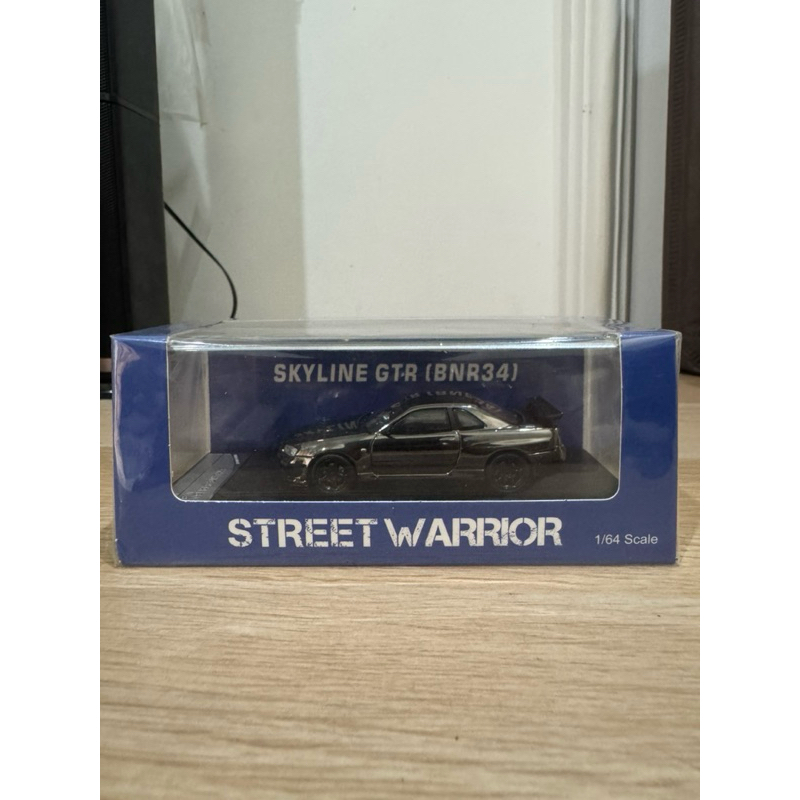 SKYLINE GT-R (BNR34)
STREET WARRIOR
1/64 Scale